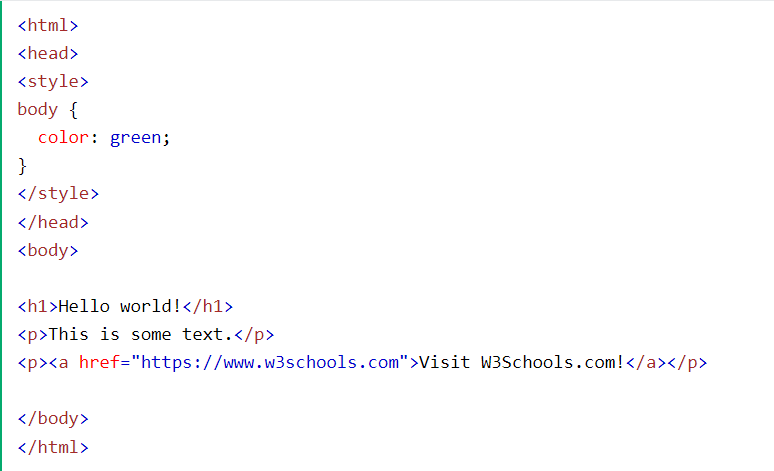 <html>
<head>
<style>
body {
  color: green;
}
</style>
</head>
<body>

<h1>Hello world!</h1>
<p>This is some text.</p>
<p><a href="https://www.w3schools.com">Visit W3Schools.com!</a></p>

</body>
</html>